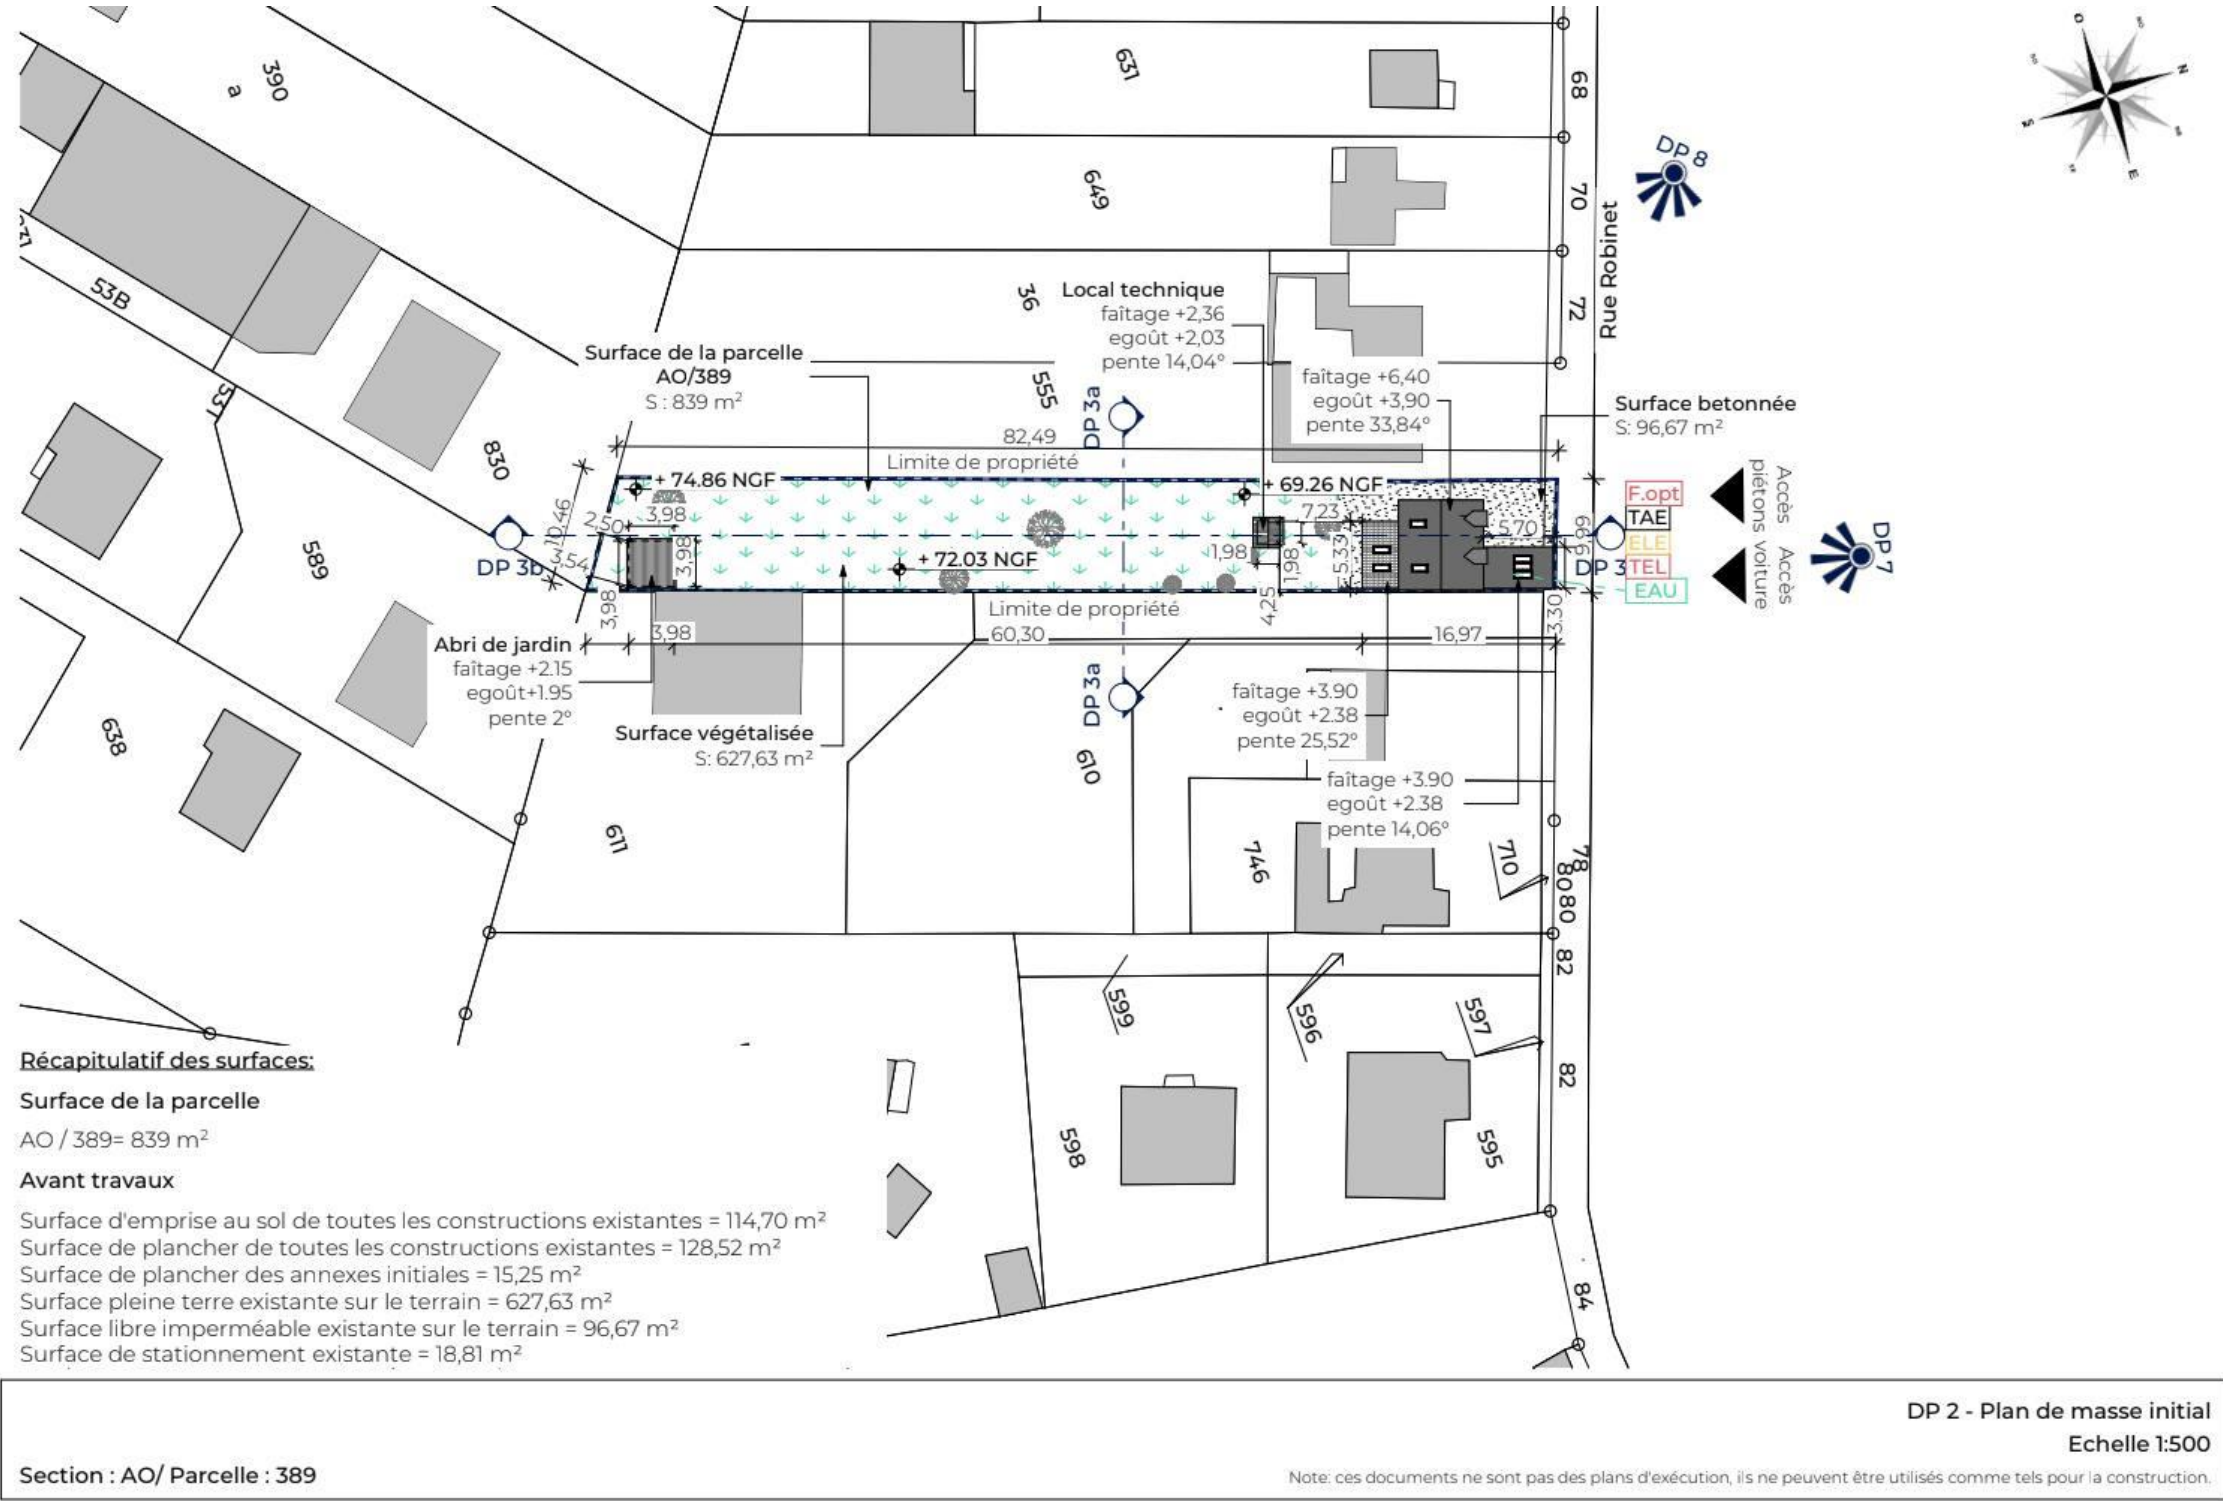 390
a
631
68
649
70
Rue Robinet
DP 8
O
N
S
E
53B
36
72
Local technique
faîtage +2,36
egoût +2,03
pente 14,04°
Surface de la parcelle
AO/389
S : 839 m²
555
DP 3a
faîtage +6,40
egoût +3,90
pente 33,84°
Surface betonnée
S: 96,67 m²
531
830
82,49
Limite de propriété
+ 74.86 NGF
+ 69.26 NGF
10,46
2,50
3,98
3,54
3,98
7,23
5,70
6,69
1,98
1,98
5,33
+ 72.03 NGF
F.opt
TAE
ELE
TEL
EAU
Accès piétons
Accès voiture
DP 7
DP 3b
DP 3
589
3,98
4,25
3,30
Limite de propriété
3,98
60,30
16,97
Abri de jardin
faîtage +2.15
egoût+1.95
pente 2°
DP 3a
faîtage +3.90
egoût +2.38
pente 25,52°
Surface végétalisée
S: 627,63 m²
638
610
faîtage +3.90
egoût +2.38
pente 14,06°
611
746
710
78
80
80
82
599
596
597
82
598
595
84
Récapitulatif des surfaces:
Surface de la parcelle
AO / 389= 839 m²
Avant travaux
Surface d'emprise au sol de toutes les constructions existantes = 114,70 m²
Surface de plancher de toutes les constructions existantes = 128,52 m²
Surface de plancher des annexes initiales = 15,25 m²
Surface pleine terre existante sur le terrain = 627,63 m²
Surface libre imperméable existante sur le terrain = 96,67 m²
Surface de stationnement existante = 18,81 m²
DP 2 - Plan de masse initial
Echelle 1:500
Section : AO/ Parcelle : 389
Note: ces documents ne sont pas des plans d'exécution, ils ne peuvent être utilisés comme tels pour la construction.